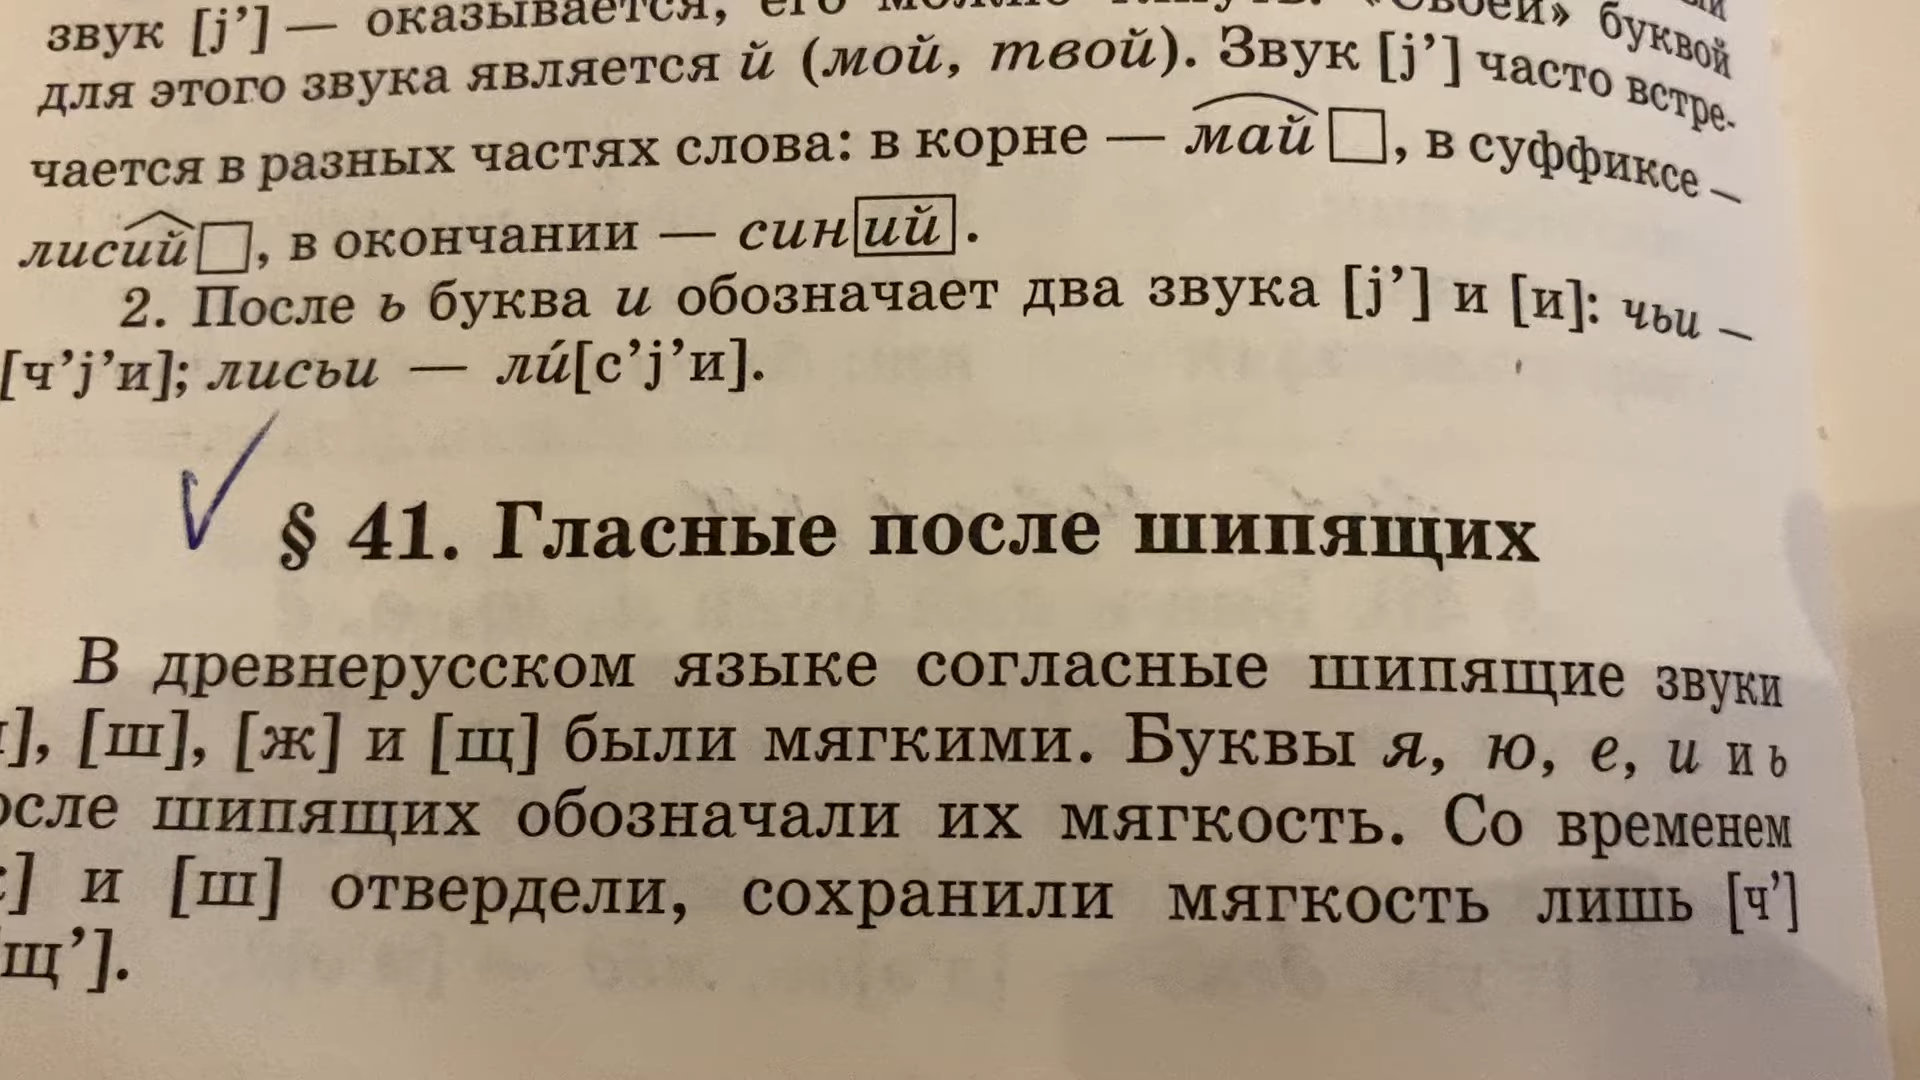 звук [j’] — оказывается, его можно тянуть. «Своей» буквой
для этого звука является й (мой, твой). Звук [j’] часто встре-
чается в разных частях слова: в корне — май, в суффиксе –
лисий, в окончании — синий.
2. После ь буква и обозначает два звука [j’] и [и]: чьи –
[ч’j’и]; лисьи — ли́[с’j’и].
§ 41. Гласные после шипящих
В древнерусском языке согласные шипящие звуки
], [ш], [ж] и [щ] были мягкими. Буквы я, ю, е, и и ь
осле шипящих обозначали их мягкость. Со временем
] и [ш] отвердели, сохранили мягкость лишь [ч’]
щ’].